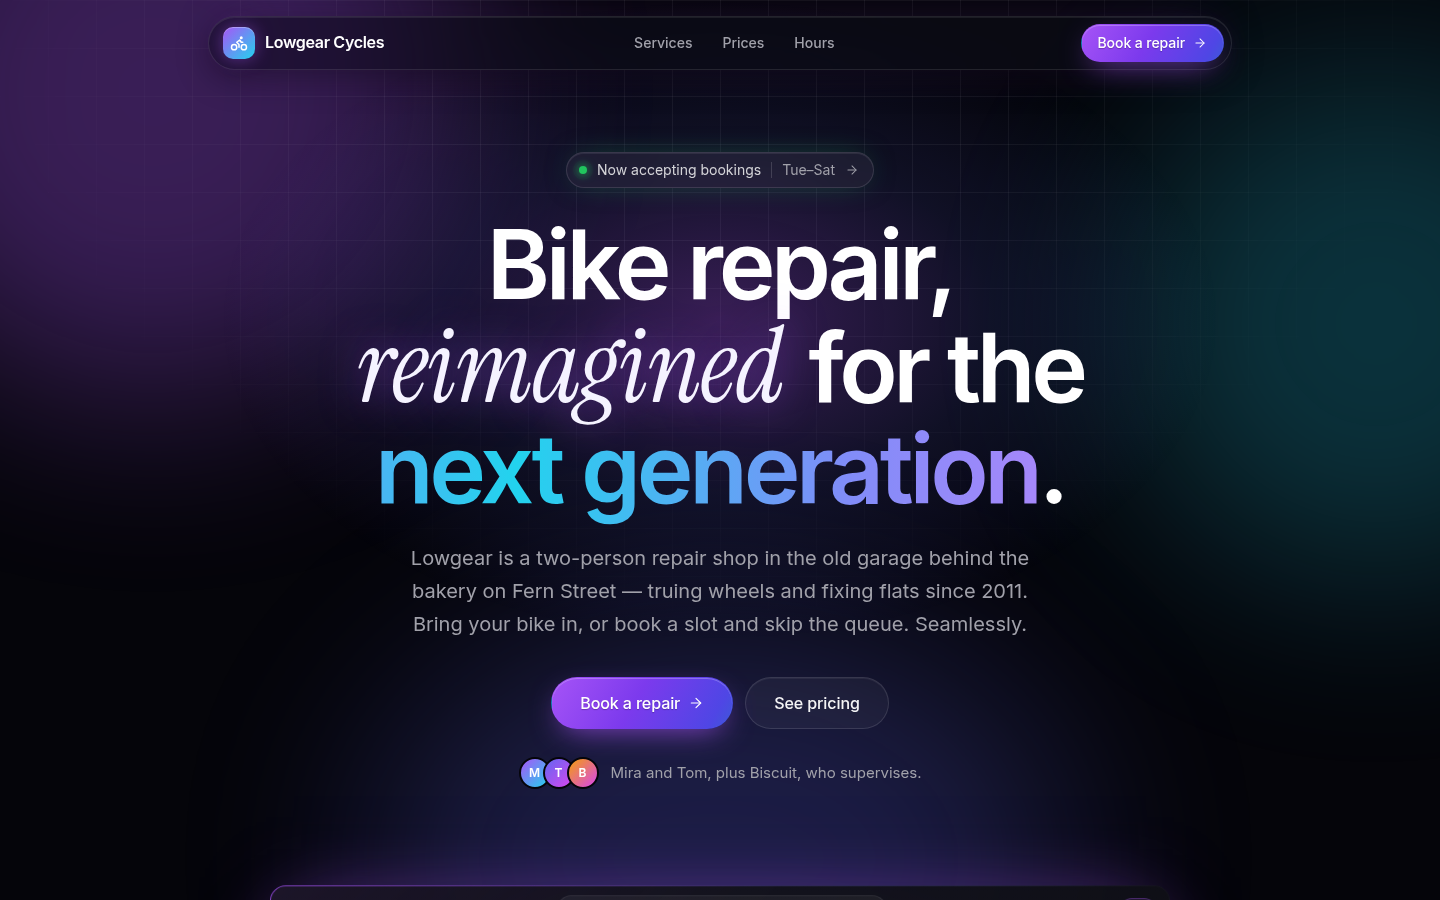 Lowgear Cycles
Services
Prices
Hours
Book a repair
Now accepting bookings
Tue–Sat
Bike repair,
reimagined for the
next generation.
Lowgear is a two-person repair shop in the old garage behind the
bakery on Fern Street — truing wheels and fixing flats since 2011.
Bring your bike in, or book a slot and skip the queue. Seamlessly.
Book a repair
See pricing
M T B
Mira and Tom, plus Biscuit, who supervises.